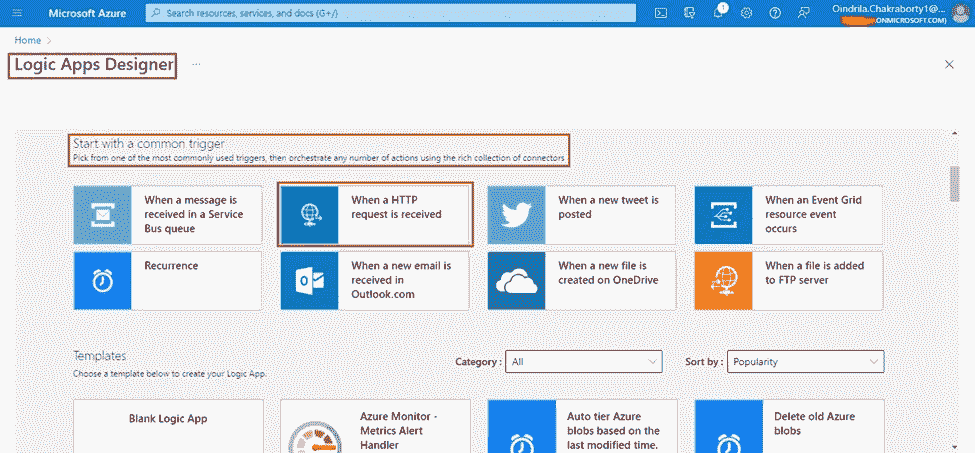 Microsoft Azure
Search resources, services, and docs (G+/)
1
Oindrila.Chakraborty1@...
ONMICROSOFT.COM)
Home
Logic Apps Designer
...
Start with a common trigger
Pick from one of the most commonly used triggers, then orchestrate any number of actions using the rich collection of connectors
When a message is
received in a Service
Bus queue
When a HTTP
request is received
When a new tweet is
posted
When an Event Grid
resource event
occurs
Recurrence
When a new email is
received in
Outlook.com
When a new file is
created on OneDrive
When a file is added
to FTP server
Templates
Choose a template below to create your Logic App.
Category : All
Sort by : Popularity
Blank Logic App
Azure Monitor -
Metrics Alert
Handler
Auto tier Azure
blobs based on the
last modified time.
Delete old Azure
blobs